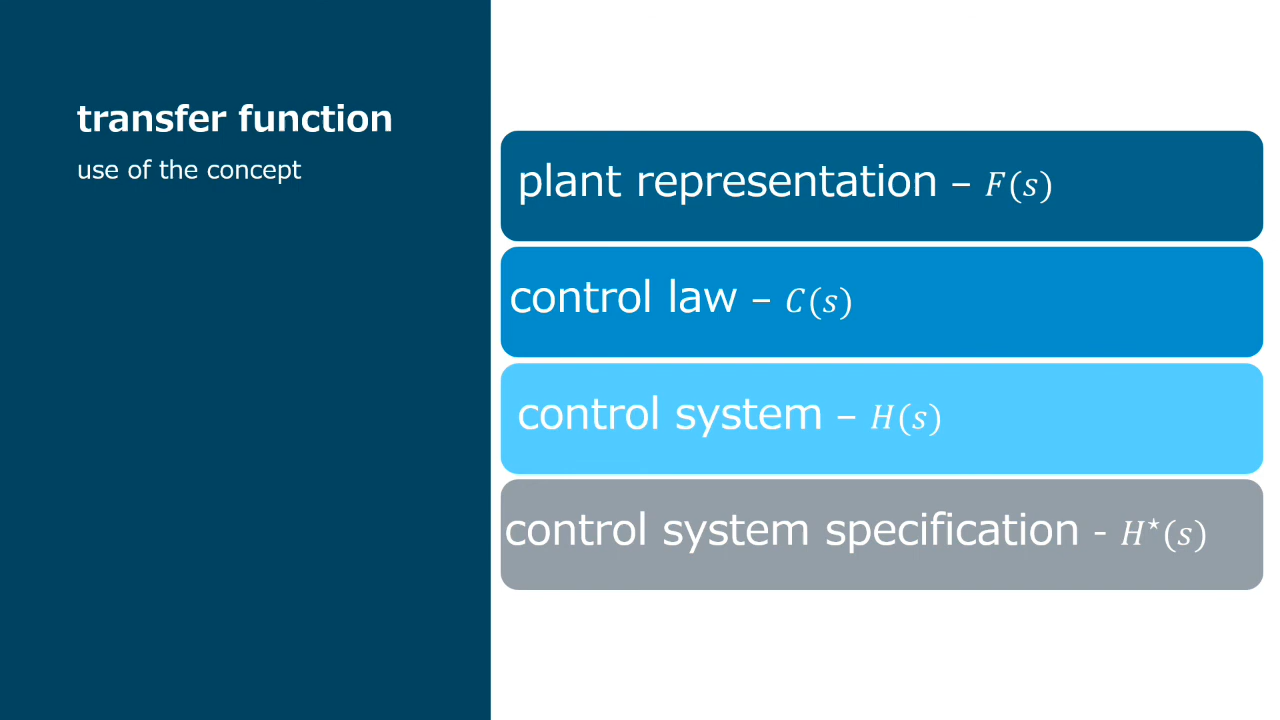 transfer function
use of the concept
plant representation – F(s)
control law – C(s)
control system – H(s)
control system specification - H⋆(s)